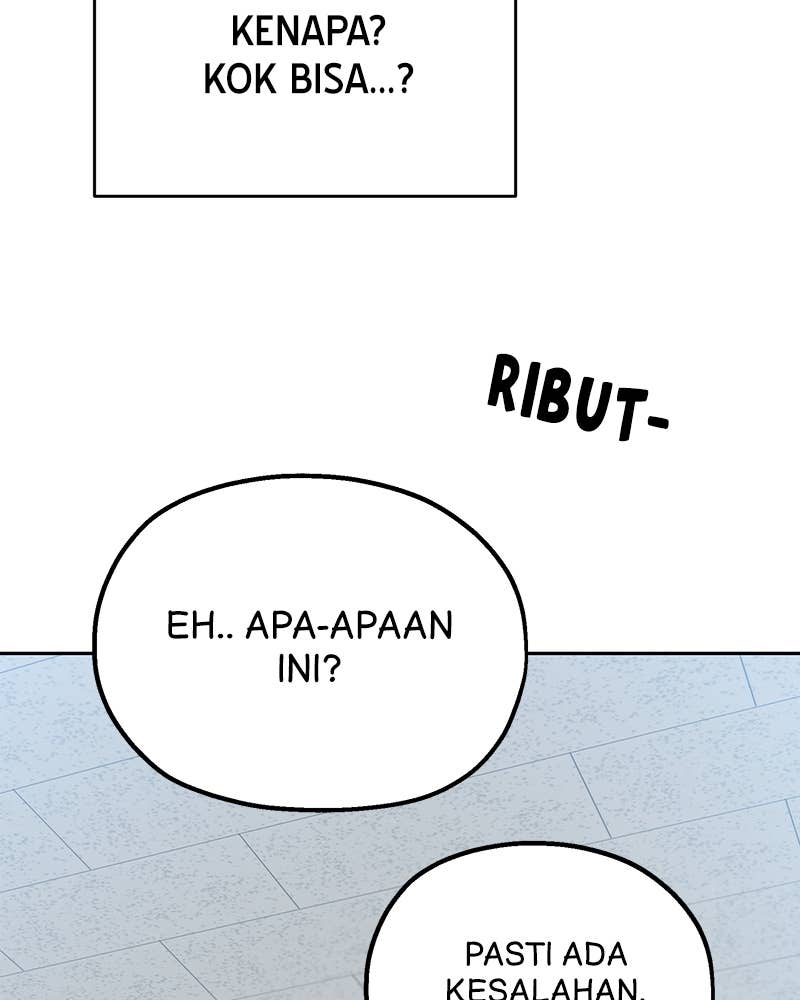 KENAPA?
KOK BISA...?
RIBUT-
EH.. APA-APAAN
INI?
PASTI ADA
KESALAHAN.